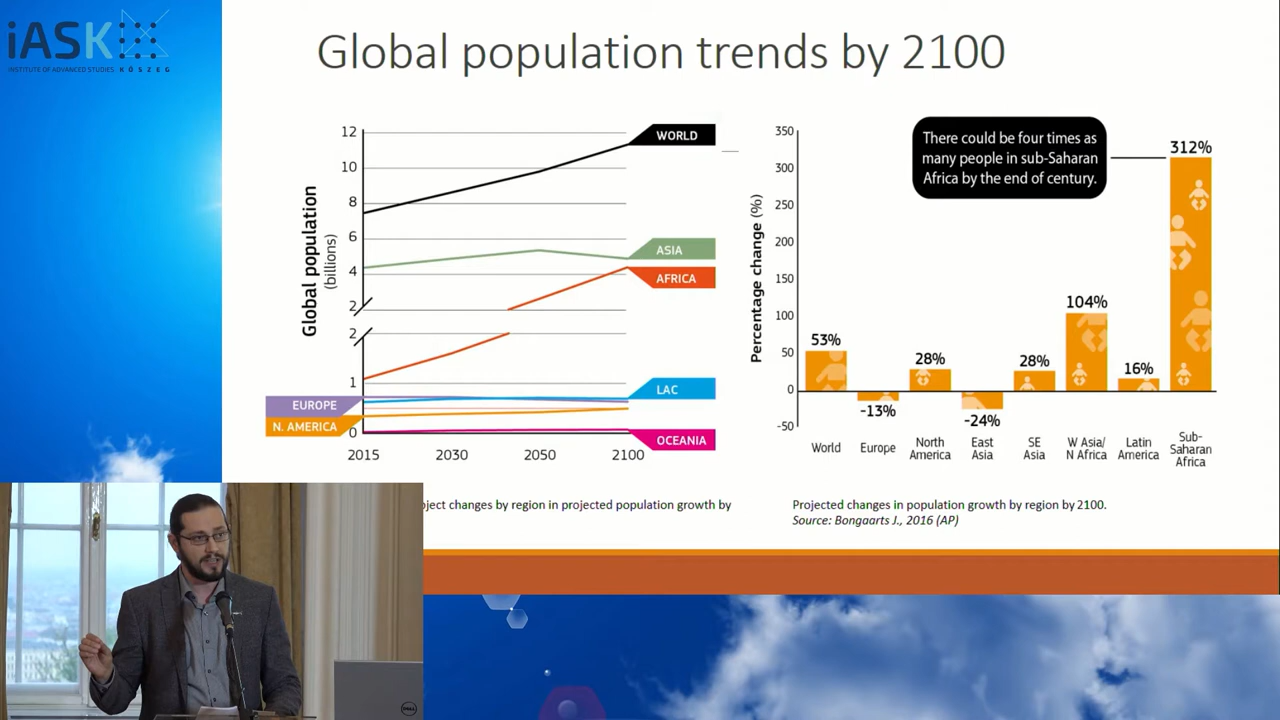 iASK
INSTITUTE OF ADVANCED STUDIES KŐSZEG
Global population trends by 2100
Global population
(billions)
12
10
8
6
4
2
2
1
0
WORLD
ASIA
AFRICA
LAC
EUROPE
N. AMERICA
OCEANIA
2015
2030
2050
2100
Percentage change (%)
350
300
250
200
150
100
50
0
-50
There could be four times as
many people in sub-Saharan
Africa by the end of century.
53%
-13%
28%
-24%
28%
104%
16%
312%
World
Europe
North
America
East
Asia
SE
Asia
W Asia/
N Africa
Latin
America
Sub-
Saharan
Africa
oject changes by region in projected population growth by
Projected changes in population growth by region by 2100.
Source: Bongaarts J., 2016 (AP)
DELL